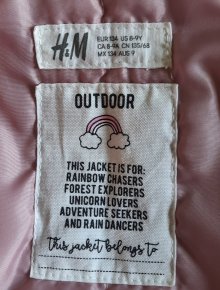 H&M
EUR 134 US 8-9Y
CA 8-9A CN 135/68
MX 134 AUS 9
OUTDOOR
THIS JACKET IS FOR:
RAINBOW CHASERS
FOREST EXPLORERS
UNICORN LOVERS
ADVENTURE SEEKERS
AND RAIN DANCERS
This jacket belongs to